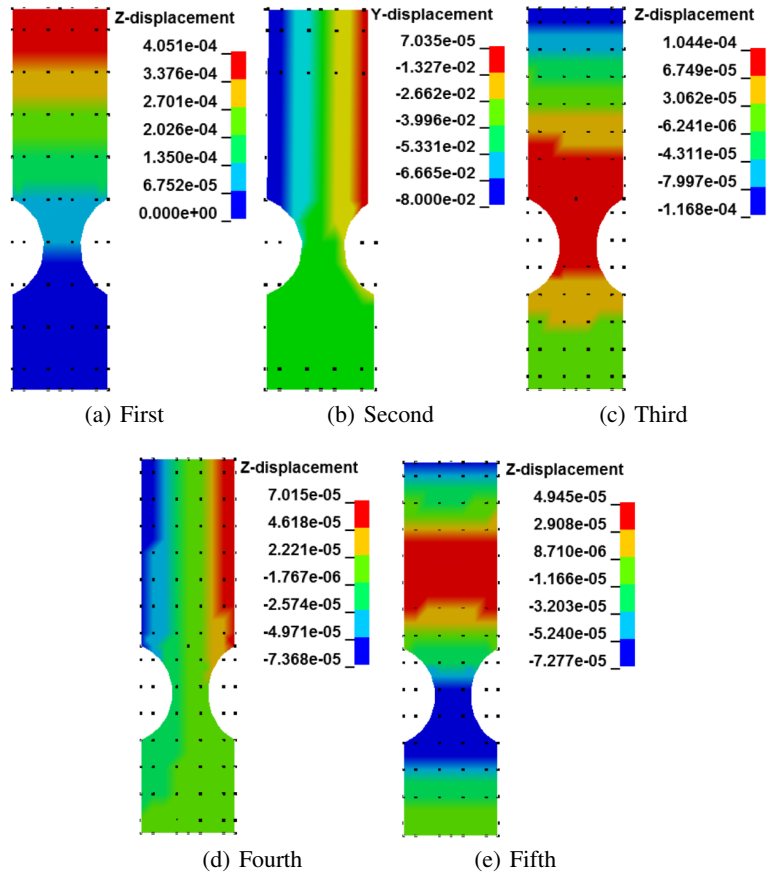 Z-displacement
4.051e-04
3.376e-04
2.701e-04
2.026e-04
1.350e-04
6.752e-05
0.000e+00
(a) First
Y-displacement
7.035e-05
-1.327e-02
-2.662e-02
-3.996e-02
-5.331e-02
-6.665e-02
-8.000e-02
(b) Second
Z-displacement
1.044e-04
6.749e-05
3.062e-05
-6.241e-06
-4.311e-05
-7.997e-05
-1.168e-04
(c) Third
Z-displacement
7.015e-05
4.618e-05
2.221e-05
-1.767e-06
-2.574e-05
-4.971e-05
-7.368e-05
(d) Fourth
Z-displacement
4.945e-05
2.908e-05
8.710e-06
-1.166e-05
-3.203e-05
-5.240e-05
-7.277e-05
(e) Fifth